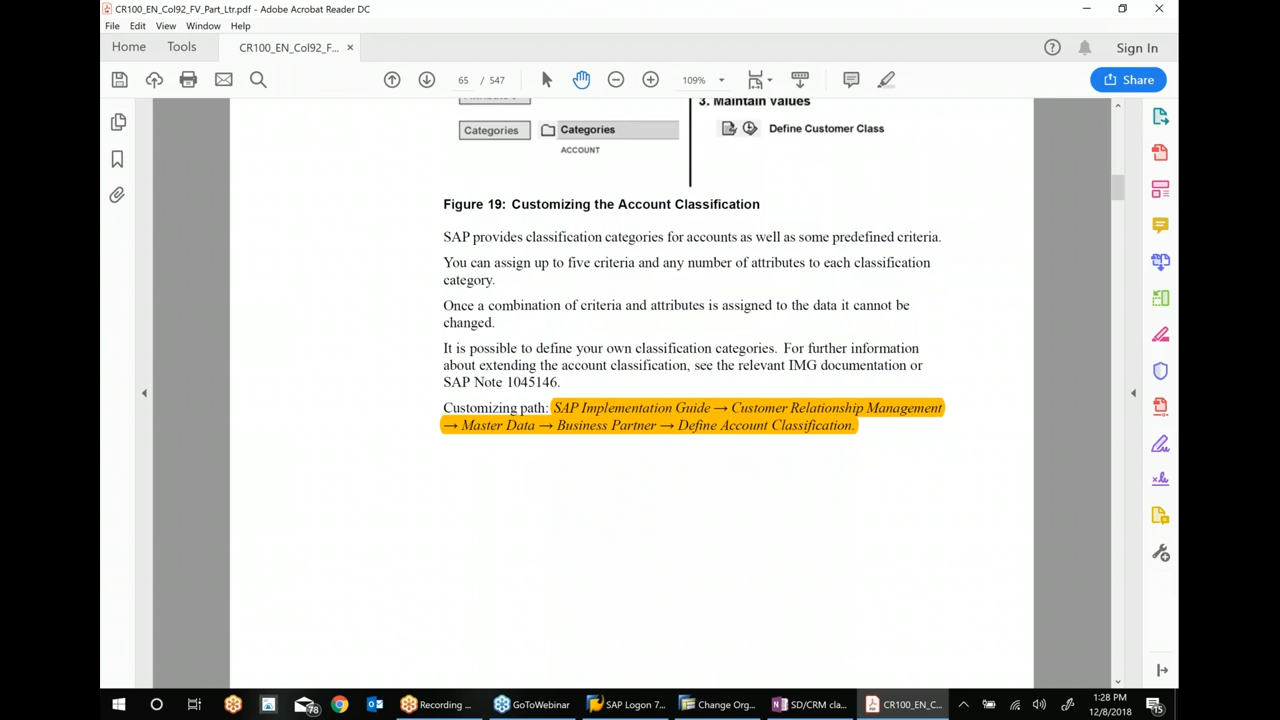 CR100_EN_Col92_FV_Part_Ltr.pdf - Adobe Acrobat Reader DC
File Edit View Window Help
Home Tools CR100_EN_Col92_F... × Sign In
65 / 547 109% Share
3. Maintain Values
Categories Categories Define Customer Class
ACCOUNT
Figure 19: Customizing the Account Classification
SAP provides classification categories for accounts as well as some predefined criteria.
You can assign up to five criteria and any number of attributes to each classification
category.
Once a combination of criteria and attributes is assigned to the data it cannot be
changed.
It is possible to define your own classification categories. For further information
about extending the account classification, see the relevant IMG documentation or
SAP Note 1045146.
Customizing path: SAP Implementation Guide → Customer Relationship Management
→ Master Data → Business Partner → Define Account Classification.
78 Recording ... GoToWebinar SAP Logon 7... Change Org... SD/CRM cla... CR100_EN_C... 1:28 PM
12/8/2018 15